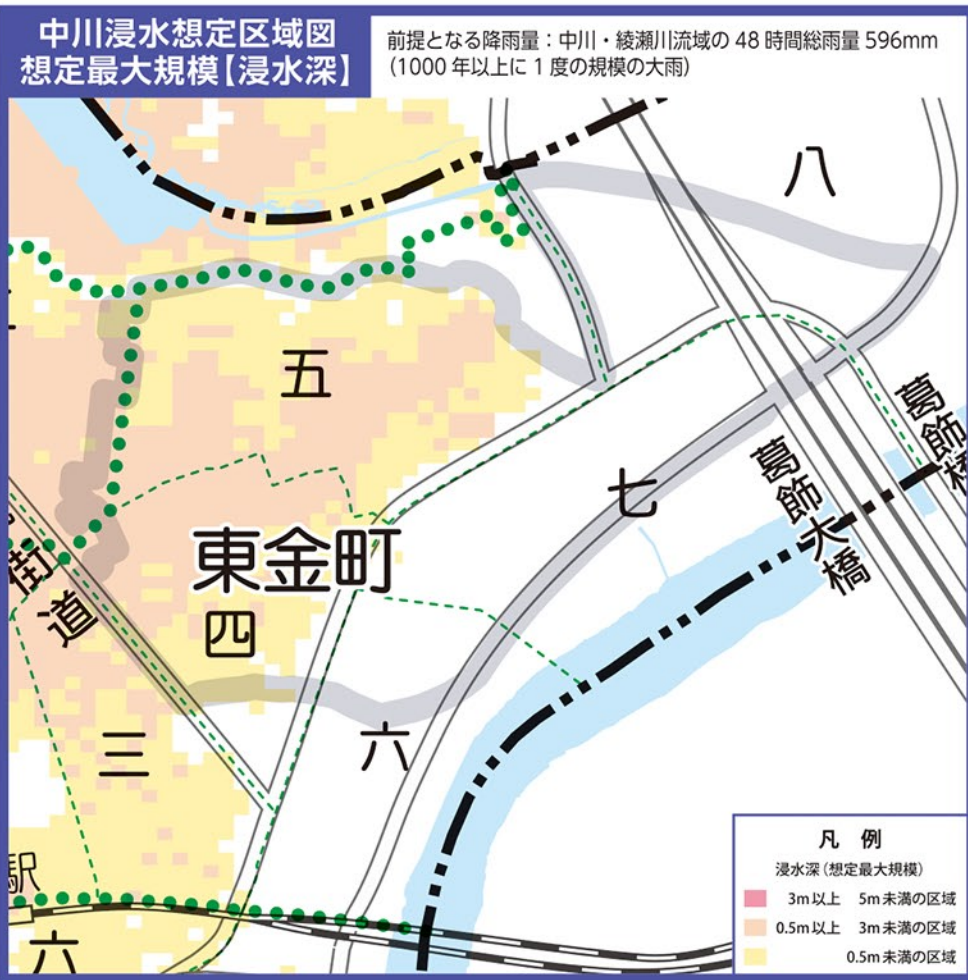 中川浸水想定区域図
想定最大規模【浸水深】
前提となる降雨量：中川・綾瀬川流域の48時間総雨量596mm
（1000年以上に1度の規模の大雨）
八
五
葛飾橋
七
葛飾大橋
東金町
四
街道
六
三
駅
六
凡 例
浸水深（想定最大規模）
3m以上 5m未満の区域
0.5m以上 3m未満の区域
0.5m未満の区域